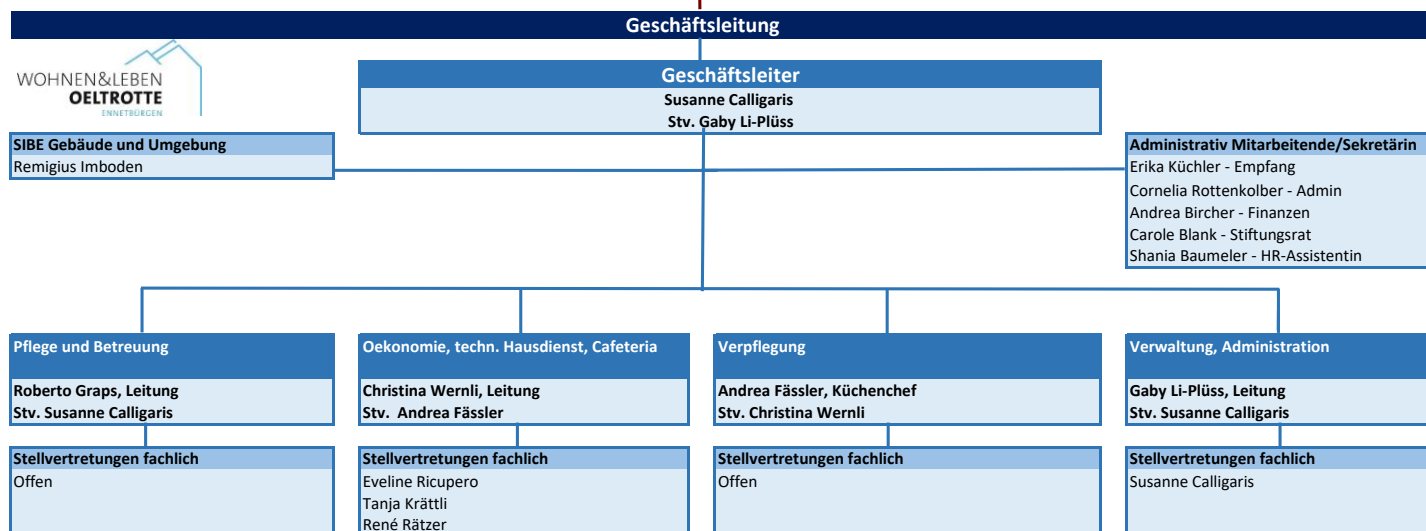 Geschäftsleitung
WOHNEN&LEBEN
OELTROTTE
ENNETBÜRGEN
Geschäftsleiter
Susanne Calligaris
Stv. Gaby Li-Plüss
SIBE Gebäude und Umgebung
Remigius Imboden
Administrativ Mitarbeitende/Sekretärin
Erika Küchler - Empfang
Cornelia Rottenkolber - Admin
Andrea Bircher - Finanzen
Carole Blank - Stiftungsrat
Shania Baumeler - HR-Assistentin
Pflege und Betreuung
Roberto Graps, Leitung
Stv. Susanne Calligaris
Stellvertretungen fachlich
Offen
Oekonomie, techn. Hausdienst, Cafeteria
Christina Wernli, Leitung
Stv. Andrea Fässler
Stellvertretungen fachlich
Eveline Ricupero
Tanja Krättli
René Rätzer
Verpflegung
Andrea Fässler, Küchenchef
Stv. Christina Wernli
Stellvertretungen fachlich
Offen
Verwaltung, Administration
Gaby Li-Plüss, Leitung
Stv. Susanne Calligaris
Stellvertretungen fachlich
Susanne Calligaris